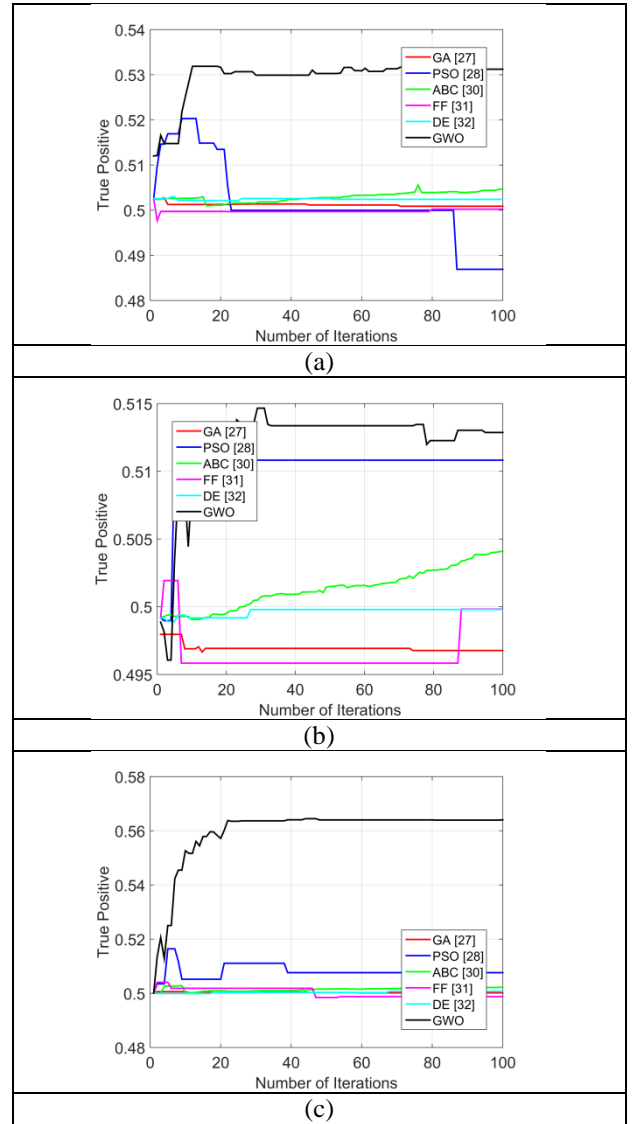 0.54
0.53
0.52
0.51
0.5
0.49
0.48
True Positive
GA [27]
PSO [28]
ABC [30]
FF [31]
DE [32]
GWO
0 20 40 60 80 100
Number of Iterations
(a)
0.515
0.51
0.505
0.5
0.495
True Positive
GA [27]
PSO [28]
ABC [30]
FF [31]
DE [32]
GWO
0 20 40 60 80 100
Number of Iterations
(b)
0.58
0.56
0.54
0.52
0.5
0.48
True Positive
GA [27]
PSO [28]
ABC [30]
FF [31]
DE [32]
GWO
0 20 40 60 80 100
Number of Iterations
(c)